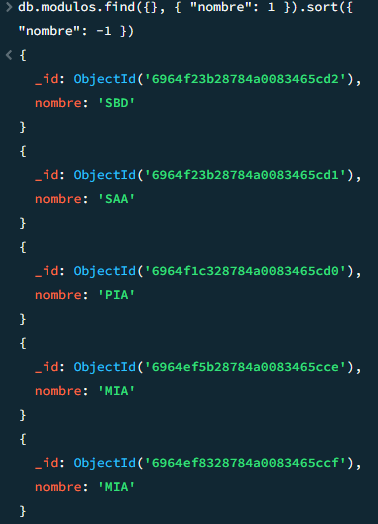 > db.modulos.find({}, { "nombre": 1 }).sort({
"nombre": -1 })
< {
_id: ObjectId('6964f23b28784a0083465cd2'),
nombre: 'SBD'
}
{
_id: ObjectId('6964f23b28784a0083465cd1'),
nombre: 'SAA'
}
{
_id: ObjectId('6964f1c328784a0083465cd0'),
nombre: 'PIA'
}
{
_id: ObjectId('6964ef5b28784a0083465cce'),
nombre: 'MIA'
}
{
_id: ObjectId('6964ef8328784a0083465ccf'),
nombre: 'MIA'
}